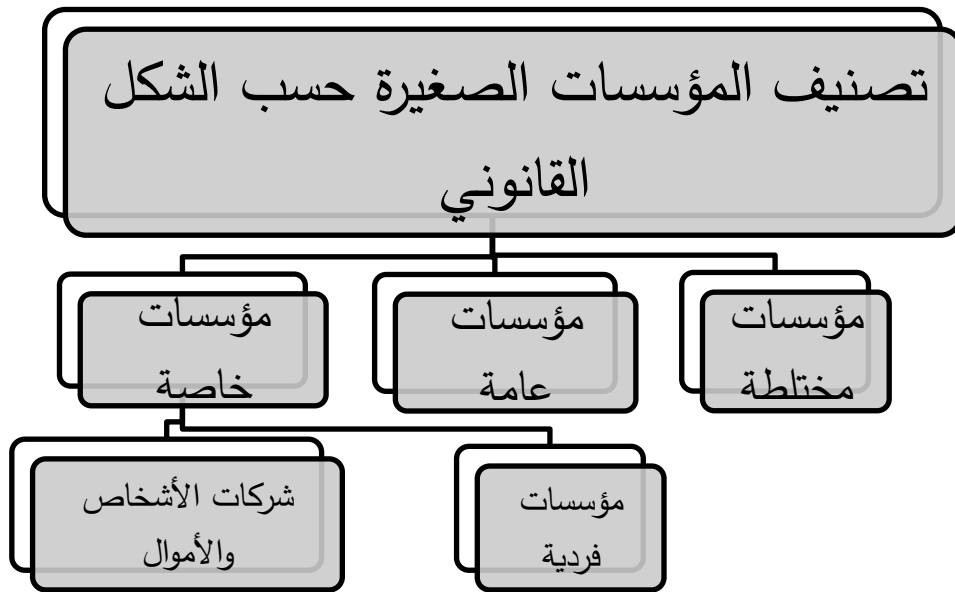 تصنيف المؤسسات الصغيرة حسب الشكل
القانوني
مؤسسات
مختلطة
مؤسسات
عامة
مؤسسات
خاصة
مؤسسات
فردية
شركات الأشخاص
والأموال